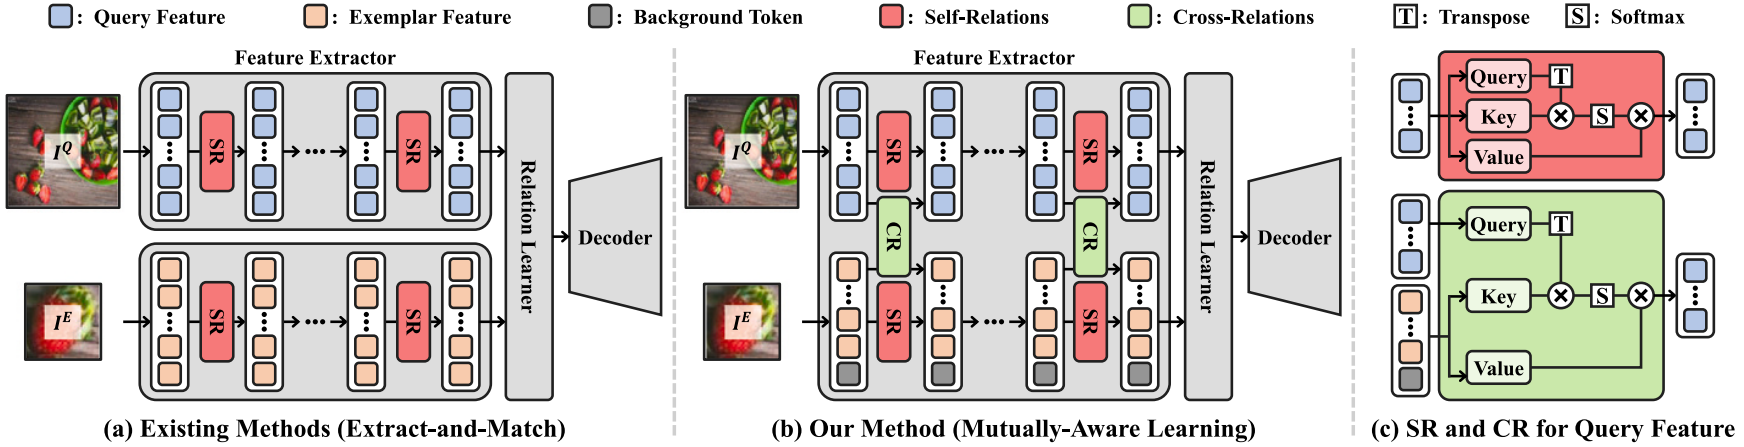 : Query Feature : Exemplar Feature : Background Token : Self-Relations : Cross-Relations T : Transpose S : Softmax
Feature Extractor
I^Q
SR
SR
I^E
SR
SR
Relation Learner
Decoder
(a) Existing Methods (Extract-and-Match)
Feature Extractor
I^Q
SR
SR
CR
CR
I^E
SR
SR
Relation Learner
Decoder
(b) Our Method (Mutually-Aware Learning)
Query T
Key S
Value
Query T
Key S
Value
(c) SR and CR for Query Feature